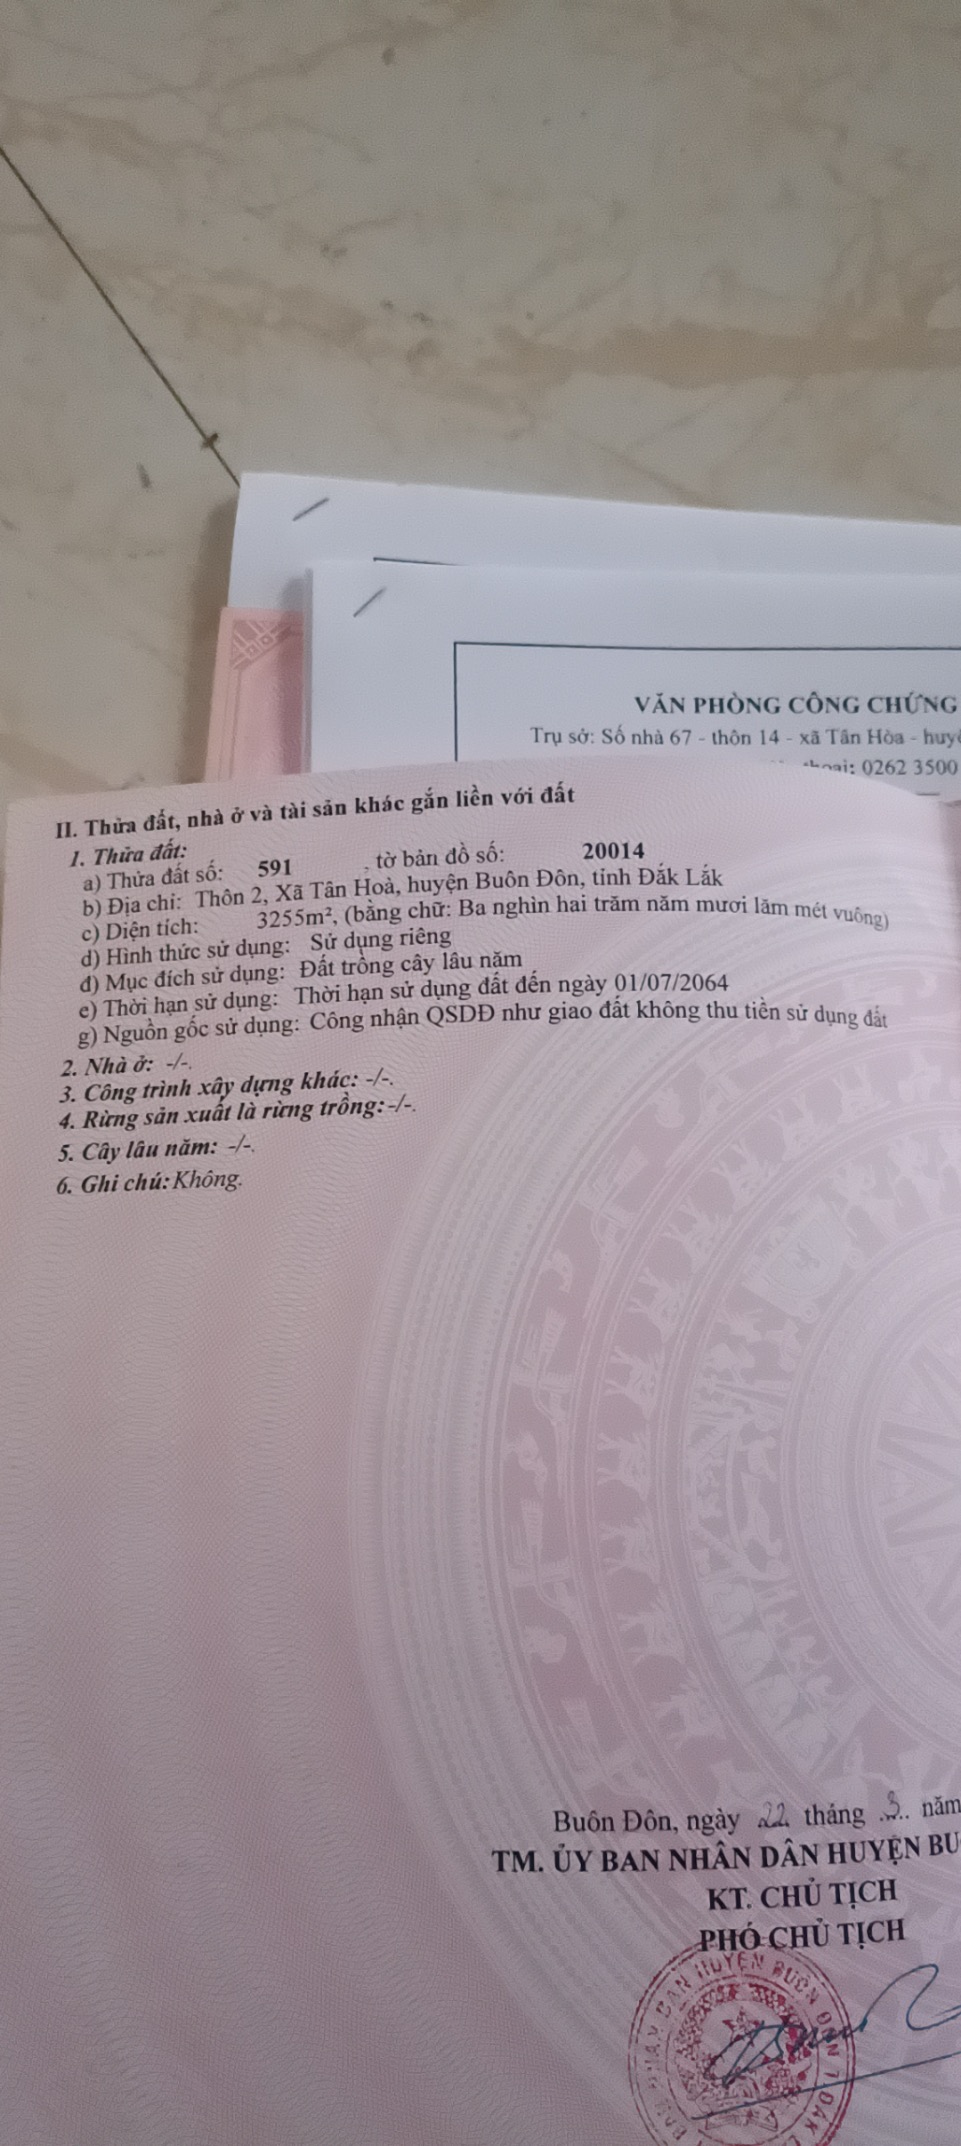 VĂN PHÒNG CÔNG CHỨNG
Trụ sở: Số nhà 67 - thôn 14 - xã Tân Hòa - huyệ
thoại: 0262 3500
II. Thửa đất, nhà ở và tài sản khác gắn liền với đất
1. Thửa đất:
a) Thửa đất số: 591 , tờ bản đồ số: 20014
b) Địa chỉ: Thôn 2, Xã Tân Hoà, huyện Buôn Đôn, tỉnh Đắk Lắk
c) Diện tích: 3255m², (bằng chữ: Ba nghìn hai trăm năm mươi lăm mét vuông)
d) Hình thức sử dụng: Sử dụng riêng
đ) Mục đích sử dụng: Đất trồng cây lâu năm
e) Thời hạn sử dụng: Thời hạn sử dụng đất đến ngày 01/07/2064
g) Nguồn gốc sử dụng: Công nhận QSDĐ như giao đất không thu tiền sử dụng đất
2. Nhà ở: -/-.
3. Công trình xây dựng khác: -/-.
4. Rừng sản xuất là rừng trồng: -/-.
5. Cây lâu năm: -/-.
6. Ghi chú: Không.
Buôn Đôn, ngày 22 tháng 3 năm
TM. ỦY BAN NHÂN DÂN HUYỆN BU
KT. CHỦ TỊCH
PHÓ CHỦ TỊCH
BAN HUYỆN BUÔN ĐÔN